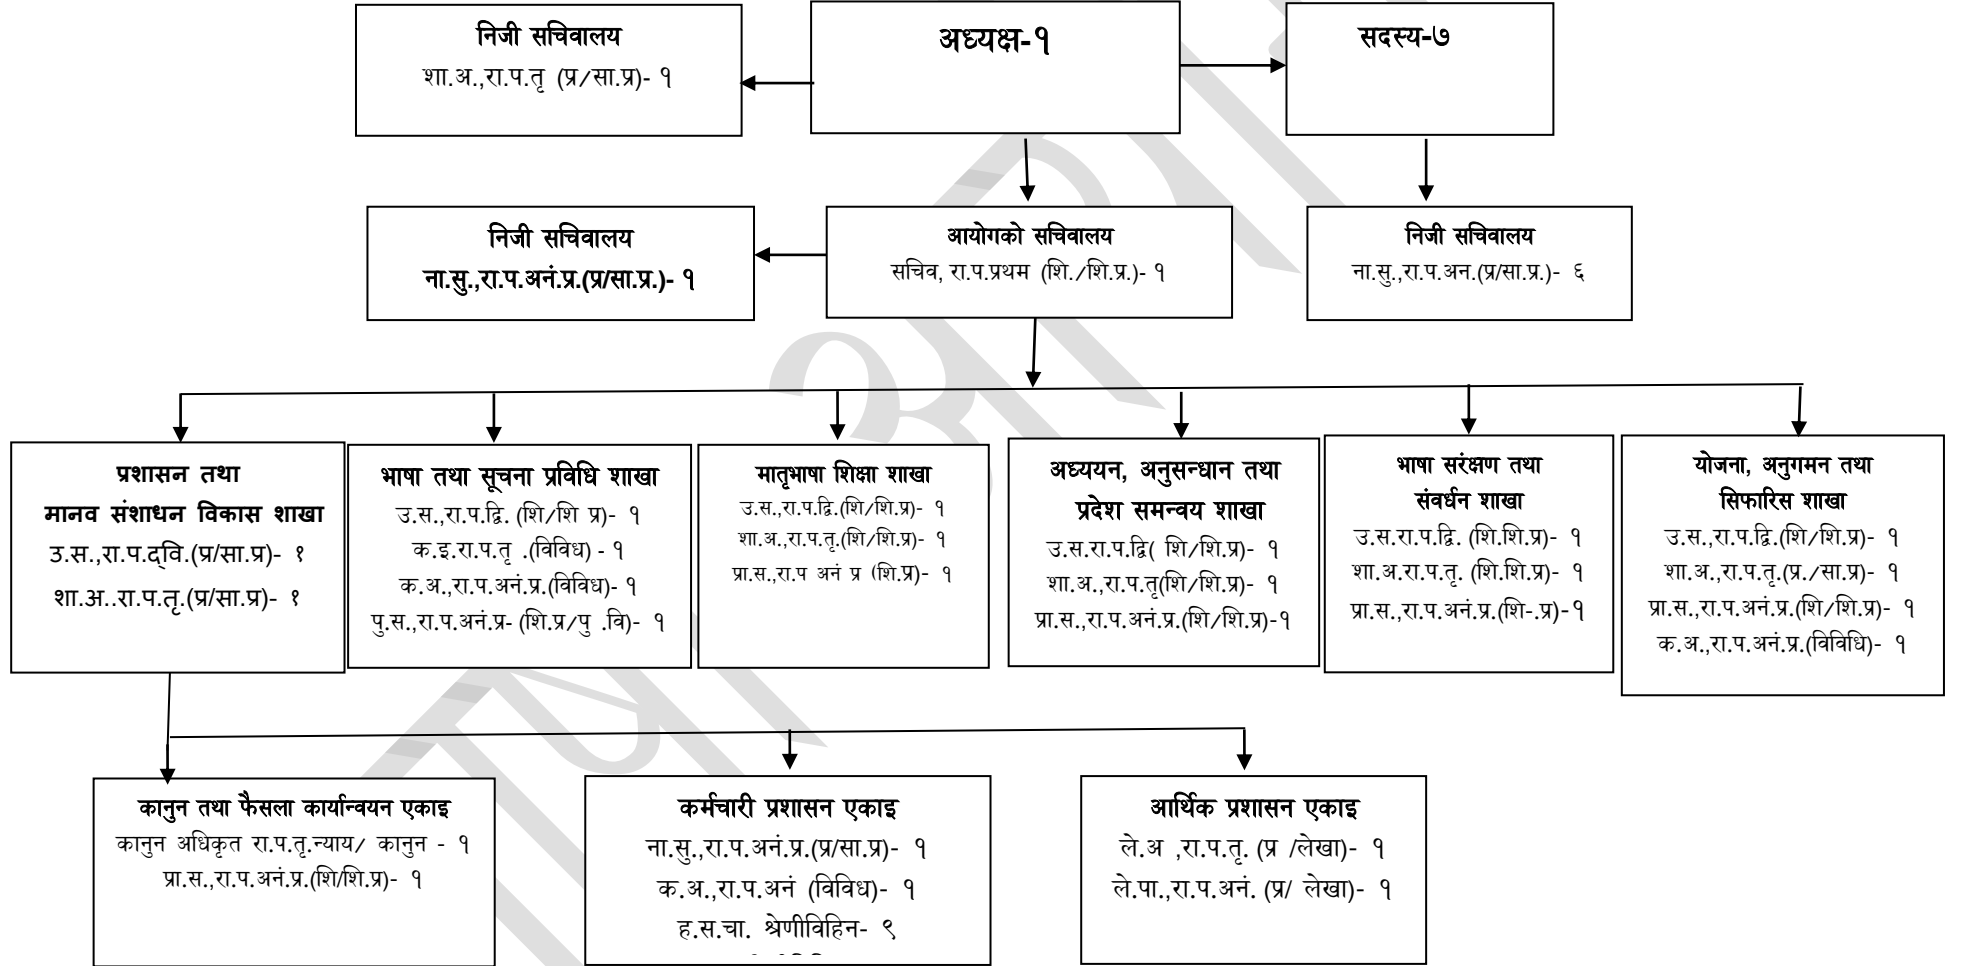 निजी सचिवालय
शा.अ.,रा.प.तृ (प्र/सा.प्र)- १
अध्यक्ष-१
सदस्य-७
निजी सचिवालय
ना.सु.,रा.प.अनं.प्र.(प्र/सा.प्र.)- १
आयोगको सचिवालय
सचिव, रा.प.प्रथम (शि./शि.प्र.)- १
निजी सचिवालय
ना.सु.,रा.प.अन.(प्र/सा.प्र.)- ६
प्रशासन तथा
मानव संशाधन विकास शाखा
उ.स.,रा.प.द्वि.(प्र/सा.प्र)- १
शा.अ..रा.प.तृ.(प्र/सा.प्र)- १
भाषा तथा सूचना प्रविधि शाखा
उ.स.,रा.प.द्वि. (शि/शि प्र)- १
क.इ.रा.प.तृ .(विविध) - १
क.अ.,रा.प.अनं.प्र.(विविध)- १
पु.स.,रा.प.अनं.प्र- (शि.प्र/पु .वि)- १
मातृभाषा शिक्षा शाखा
उ.स.,रा.प.द्वि.(शि/शि.प्र)- १
शा.अ.,रा.प.तृ.(शि/शि.प्र)- १
प्रा.स.,रा.प अनं प्र (शि.प्र)- १
अध्ययन, अनुसन्धान तथा
प्रदेश समन्वय शाखा
उ.स.रा.प.द्वि( शि/शि.प्र)- १
शा.अ.,रा.प.तृ(शि/शि.प्र)- १
प्रा.स.,रा.प.अनं.प्र.(शि/शि.प्र)-१
भाषा सरंक्षण तथा
संवर्धन शाखा
उ.स.रा.प.द्वि. (शि.शि.प्र)- १
शा.अ.रा.प.तृ. (शि.शि.प्र)- १
प्रा.स.,रा.प.अनं.प्र.(शि-.प्र)-१
योजना, अनुगमन तथा
सिफारिस शाखा
उ.स.,रा.प.द्वि.(शि/शि.प्र)- १
शा.अ.,रा.प.तृ.(प्र./सा.प्र)- १
प्रा.स.,रा.प.अनं.प्र.(शि/शि.प्र)- १
क.अ.,रा.प.अनं.प्र.(विविधि)- १
कानुन तथा फैसला कार्यान्वयन एकाइ
कानुन अधिकृत रा.प.तृ.न्याय/ कानुन - १
प्रा.स.,रा.प.अनं.प्र.(शि/शि.प्र)- १
कर्मचारी प्रशासन एकाइ
ना.सु.,रा.प.अनं.प्र.(प्र/सा.प्र)- १
क.अ.,रा.प.अनं (विविध)- १
ह.स.चा. श्रेणीविहिन- ९
आर्थिक प्रशासन एकाइ
ले.अ ,रा.प.तृ. (प्र /लेखा)- १
ले.पा.,रा.प.अनं. (प्र/ लेखा)- १